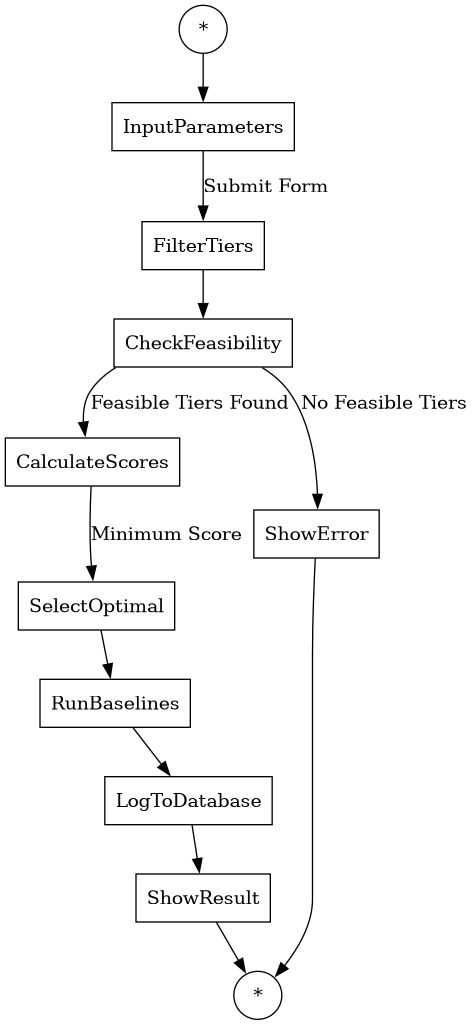 *
InputParameters
Submit Form
FilterTiers
CheckFeasibility
Feasible Tiers Found
No Feasible Tiers
CalculateScores
Minimum Score
ShowError
SelectOptimal
RunBaselines
LogToDatabase
ShowResult
*